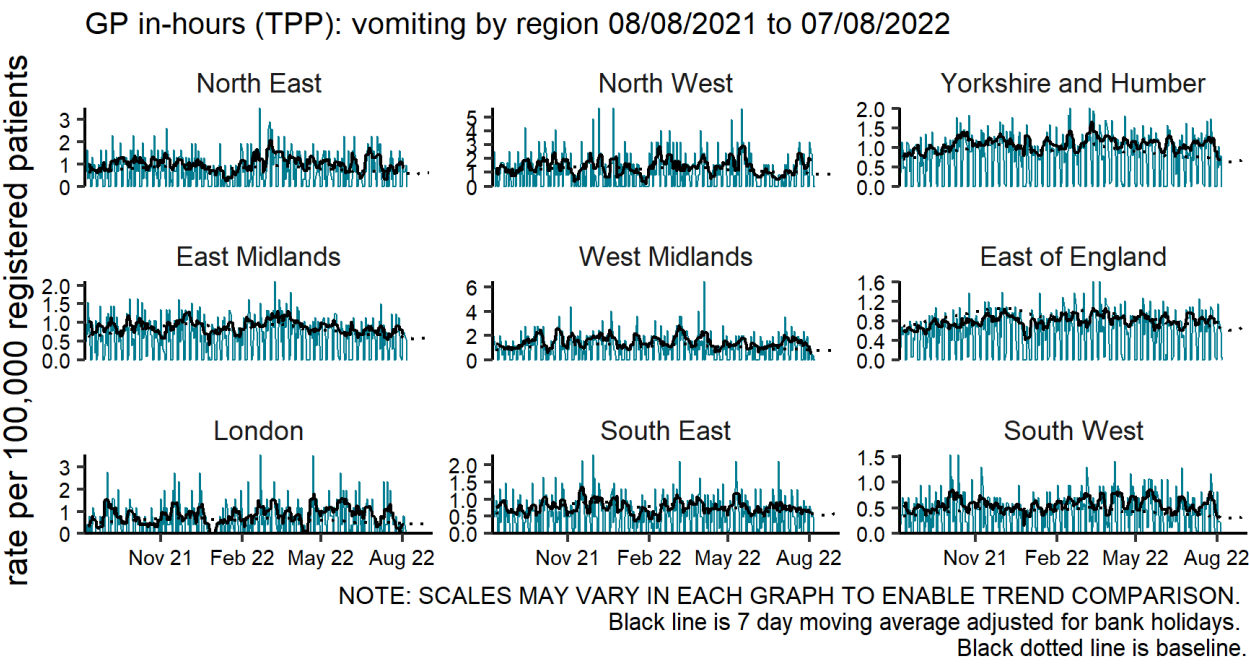 GP in-hours (TPP): vomiting by region 08/08/2021 to 07/08/2022
rate per 100,000 registered patients
North East
3
2
1
0
North West
5
4
3
2
1
0
Yorkshire and Humber
2.0
1.5
1.0
0.5
0.0
East Midlands
2.0
1.5
1.0
0.5
0.0
West Midlands
6
4
2
0
East of England
1.6
1.2
0.8
0.4
0.0
London
3
2
1
0
South East
2.0
1.5
1.0
0.5
0.0
South West
1.5
1.0
0.5
0.0
Nov 21 Feb 22 May 22 Aug 22
Nov 21 Feb 22 May 22 Aug 22
Nov 21 Feb 22 May 22 Aug 22
NOTE: SCALES MAY VARY IN EACH GRAPH TO ENABLE TREND COMPARISON.
Black line is 7 day moving average adjusted for bank holidays.
Black dotted line is baseline.